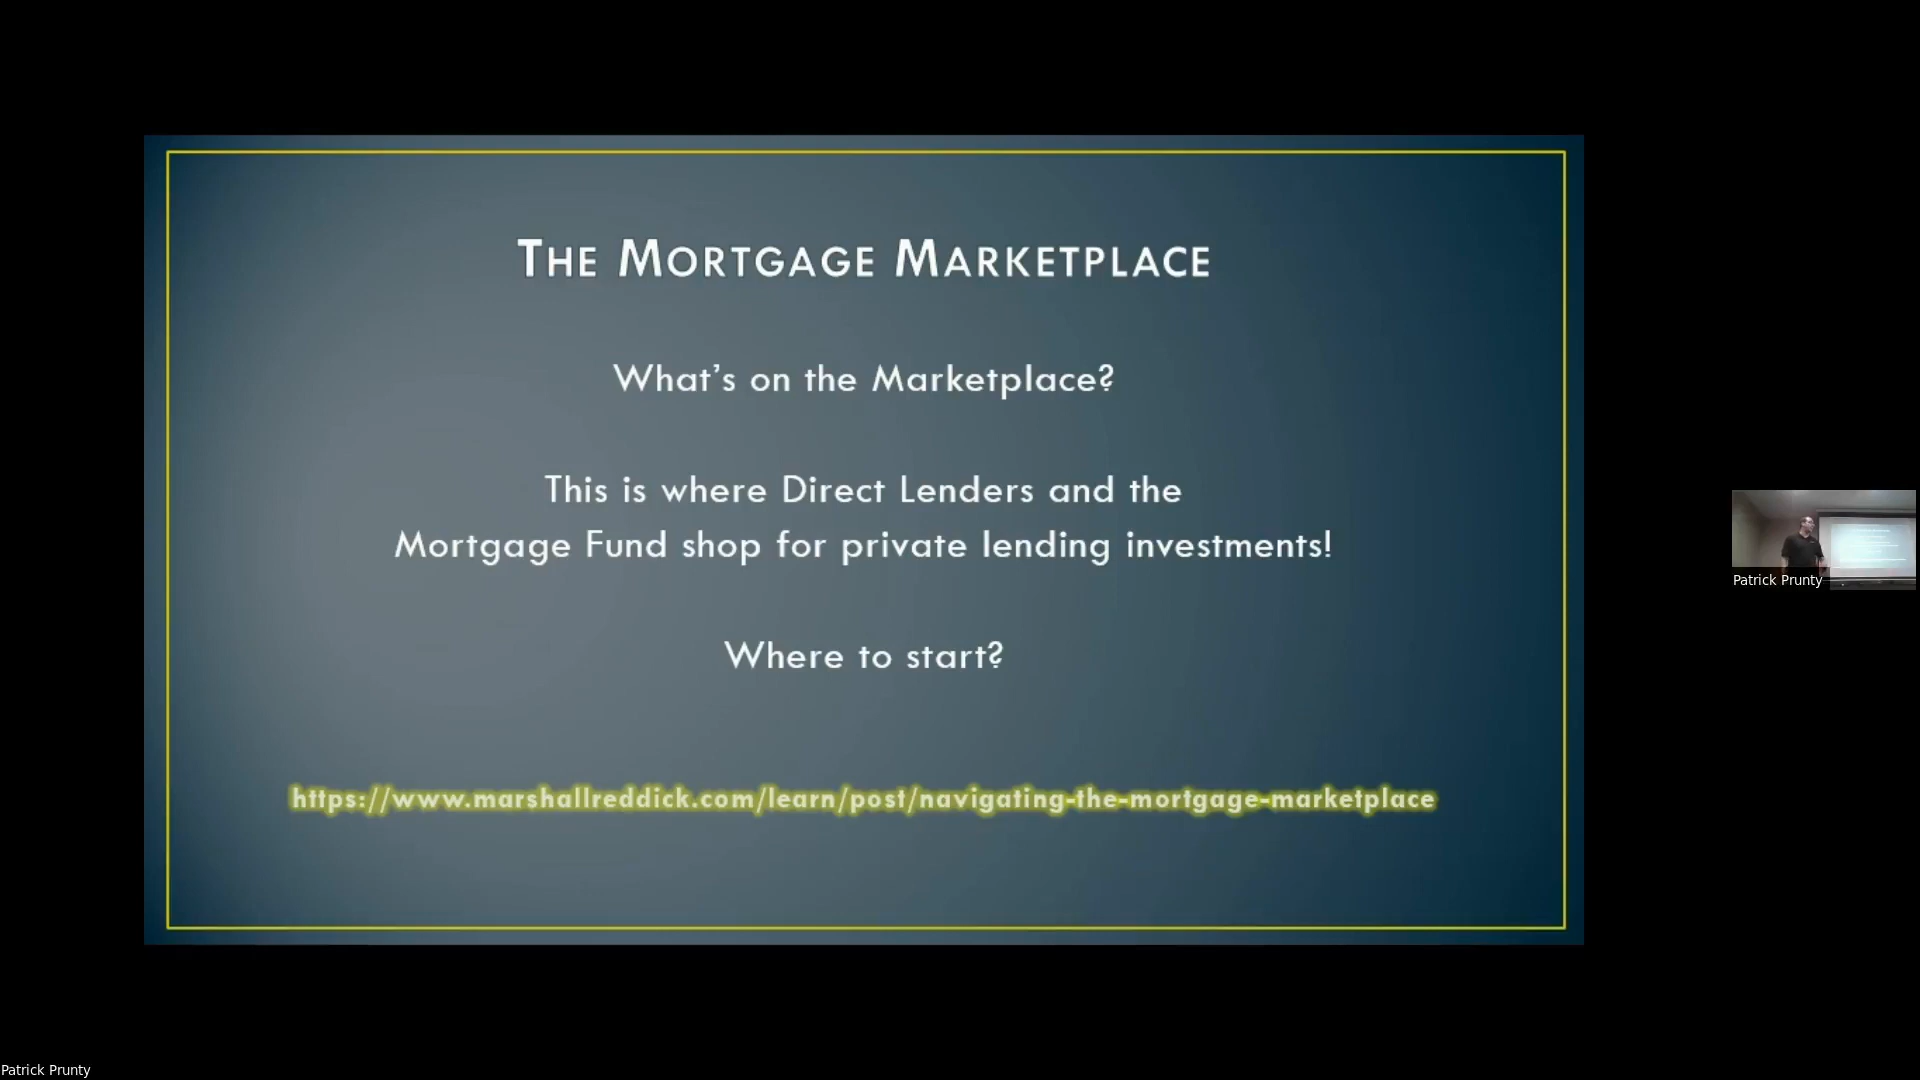 The Mortgage Marketplace
What's on the Marketplace?
This is where Direct Lenders and the
Mortgage Fund shop for private lending investments!
Where to start?
https://www.marshallreddick.com/learn/post/navigating-the-mortgage-marketplace
Patrick Prunty
Patrick Prunty